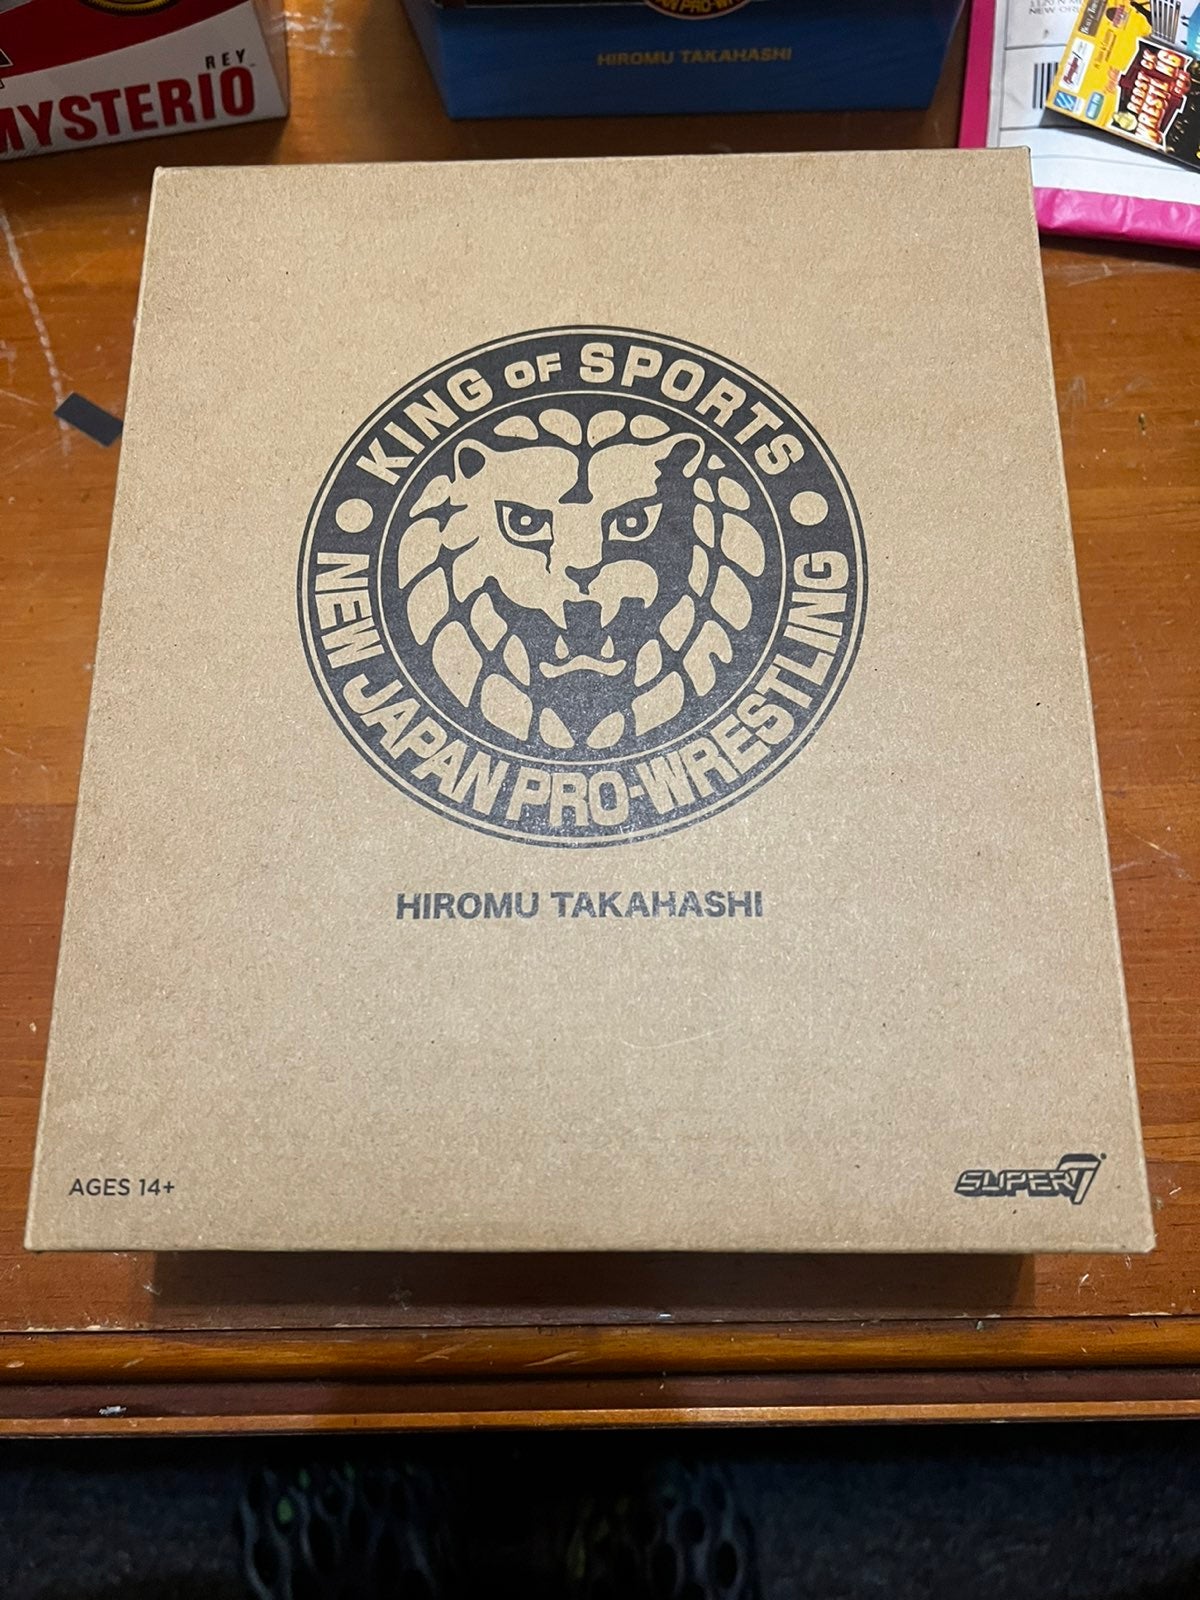 REY
MYSTERIO
HIROMU TAKAHASHI
KING OF SPORTS
NEW JAPAN PRO-WRESTLING
HIROMU TAKAHASHI
AGES 14+
SUPER7